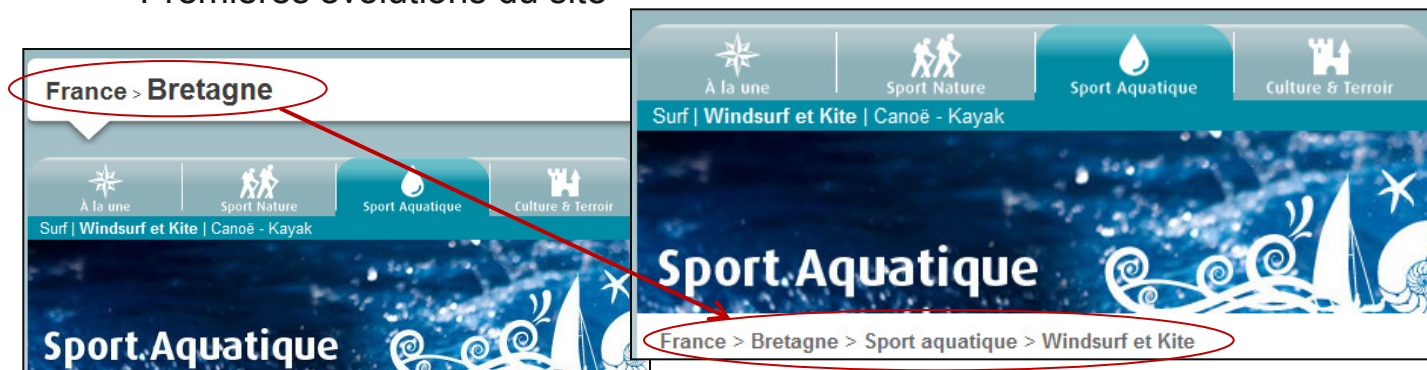 Premières évolutions du site
France > Bretagne
À la une
Sport Nature
Sport Aquatique
Culture & Terroir
Surf | Windsurf et Kite | Canoë - Kayak
Sport Aquatique
À la une
Sport Nature
Sport Aquatique
Culture & Terroir
Surf | Windsurf et Kite | Canoë - Kayak
Sport Aquatique
France > Bretagne > Sport aquatique > Windsurf et Kite